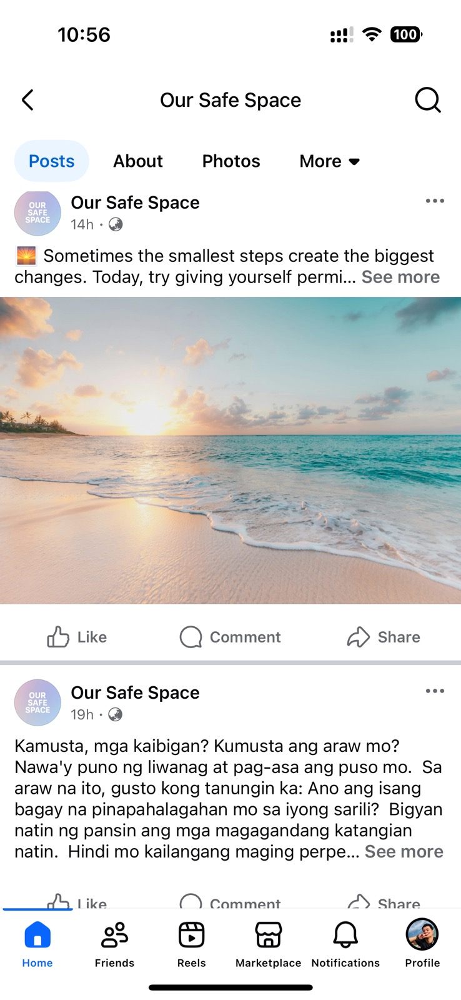 10:56
100
Our Safe Space
Posts
About
Photos
More
OUR
SAFE
SPACE
Our Safe Space
14h ·
🌅 Sometimes the smallest steps create the biggest
changes. Today, try giving yourself permi... See more
Like
Comment
Share
OUR
SAFE
SPACE
Our Safe Space
19h ·
Kamusta, mga kaibigan? Kumusta ang araw mo?
Nawa'y puno ng liwanag at pag-asa ang puso mo.  Sa
araw na ito, gusto kong tanungin ka: Ano ang isang
bagay na pinapahalagahan mo sa iyong sarili?  Bigyan
natin ng pansin ang mga magagandang katangian
natin.  Hindi mo kailangang maging perpe... See more
Like
Comment
Share
Home
Friends
Reels
Marketplace
Notifications
Profile